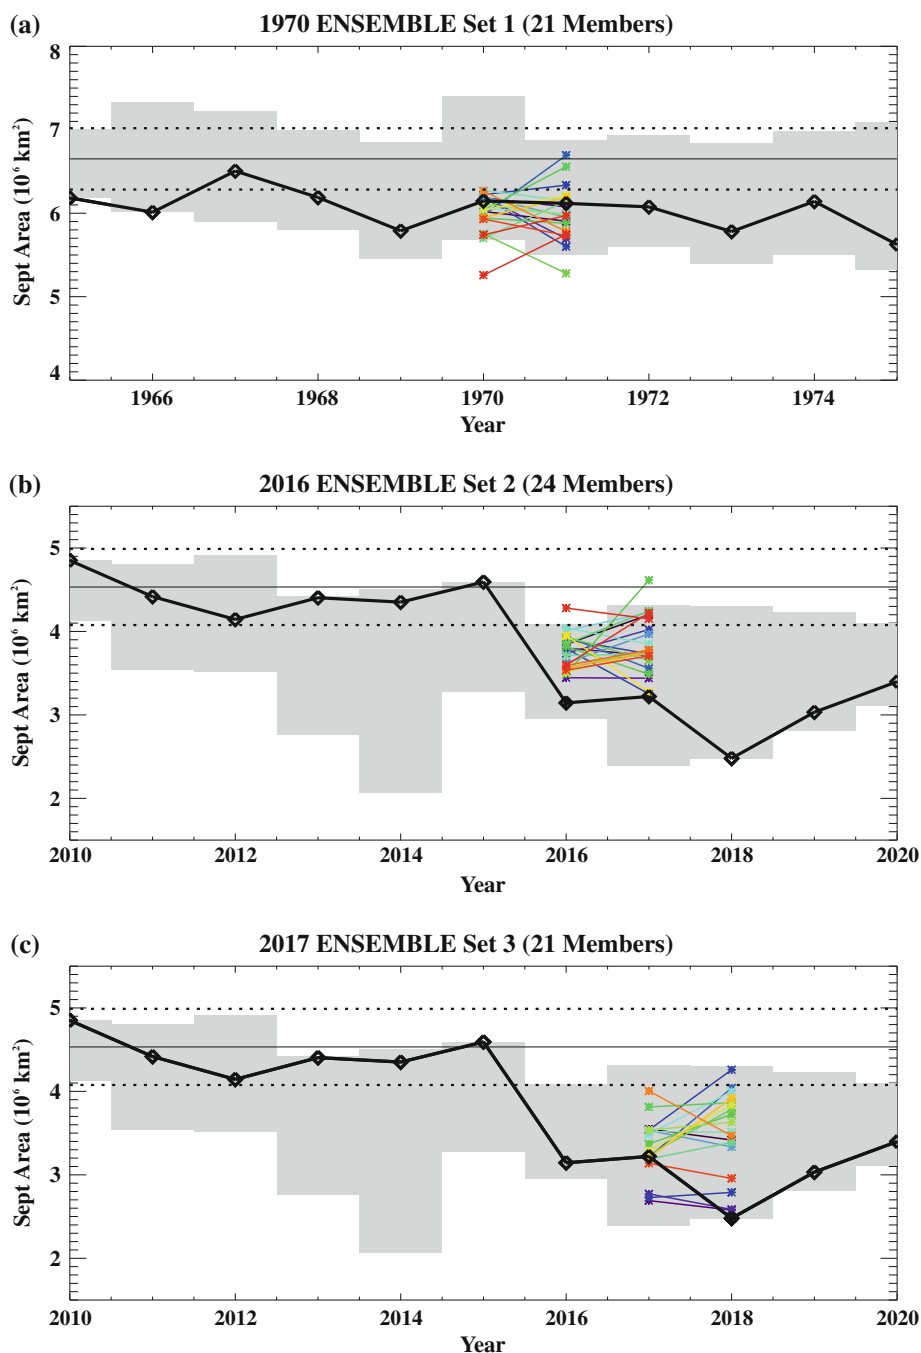 (a)
1970 ENSEMBLE Set 1 (21 Members)
8
7
6
5
4
Sept Area (10⁶ km²)
1966 1968 1970 1972 1974
Year
(b)
2016 ENSEMBLE Set 2 (24 Members)
5
4
3
2
Sept Area (10⁶ km²)
2010 2012 2014 2016 2018 2020
Year
(c)
2017 ENSEMBLE Set 3 (21 Members)
5
4
3
2
Sept Area (10⁶ km²)
2010 2012 2014 2016 2018 2020
Year